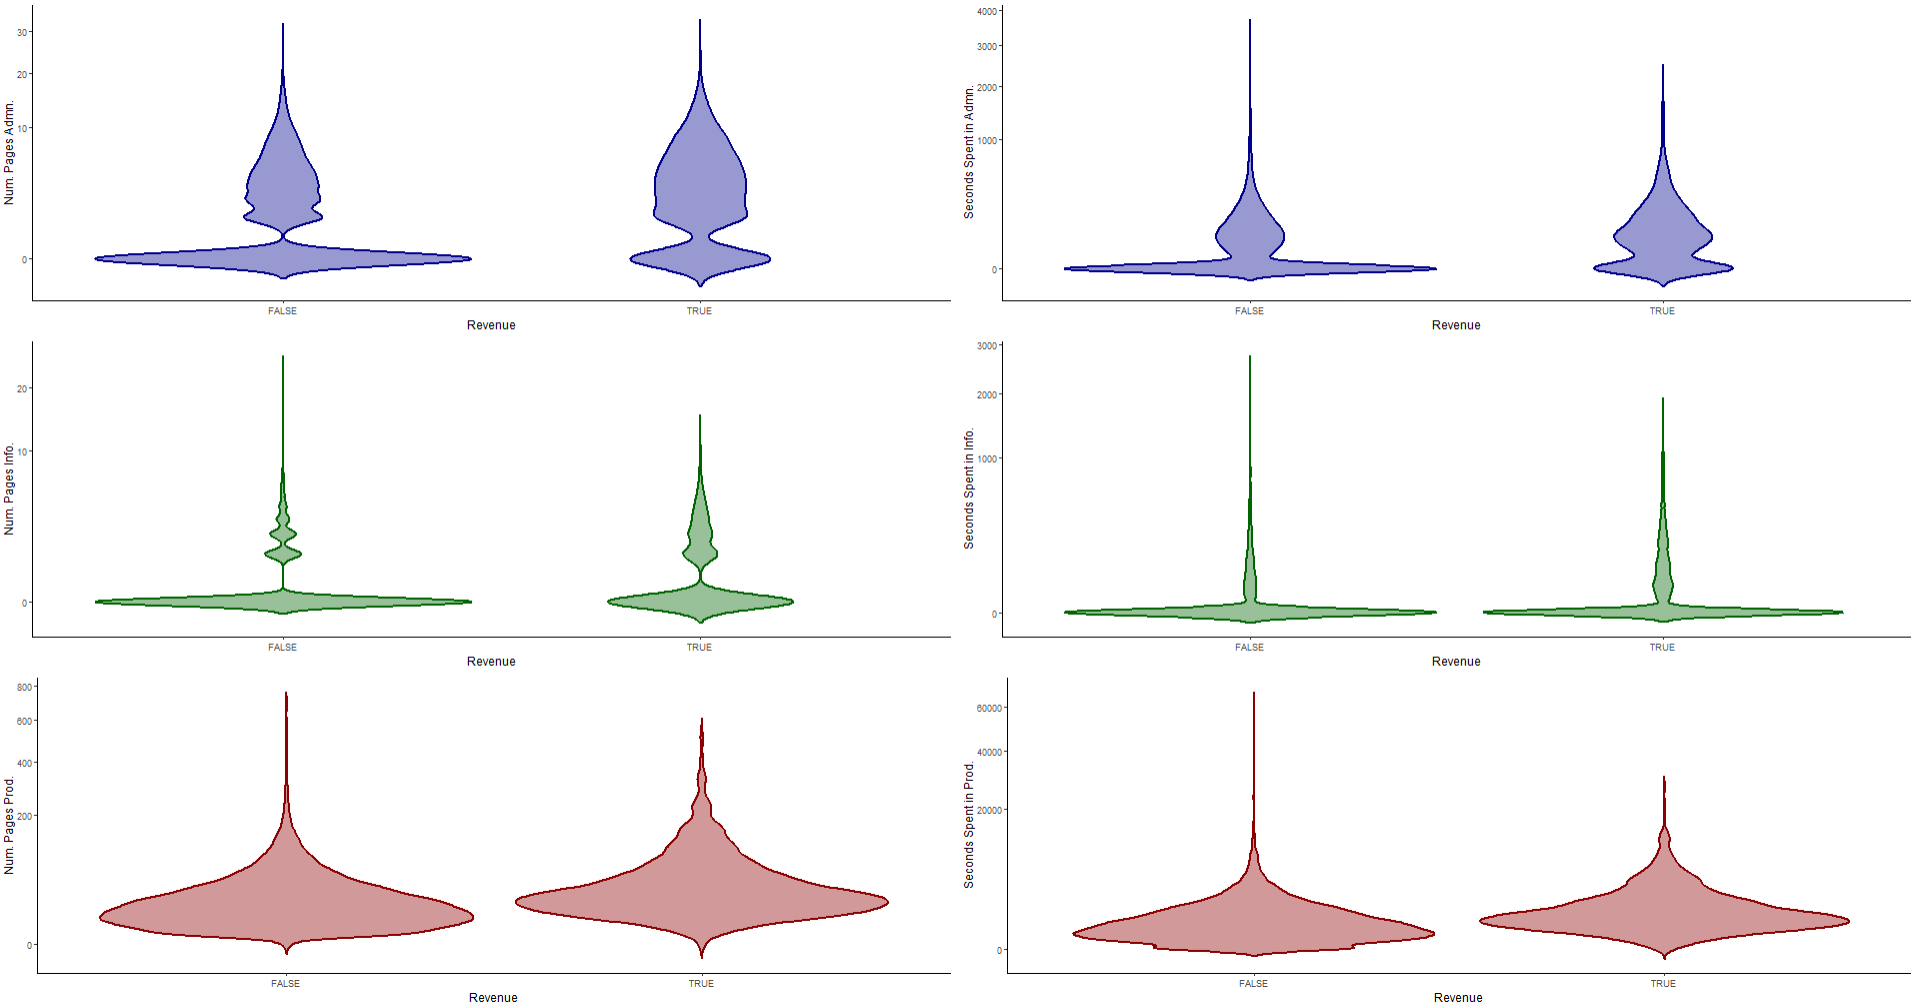 Num. Pages Admn.
30
20
10
0
FALSE
TRUE
Revenue
Seconds Spent in Admn.
4000
3000
2000
1000
0
FALSE
TRUE
Revenue
Num. Pages Info.
20
10
0
FALSE
TRUE
Revenue
Seconds Spent in Info.
3000
2000
1000
0
FALSE
TRUE
Revenue
Num. Pages Prod.
800
600
400
200
0
FALSE
TRUE
Revenue
Seconds Spent in Prod.
60000
40000
20000
0
FALSE
TRUE
Revenue